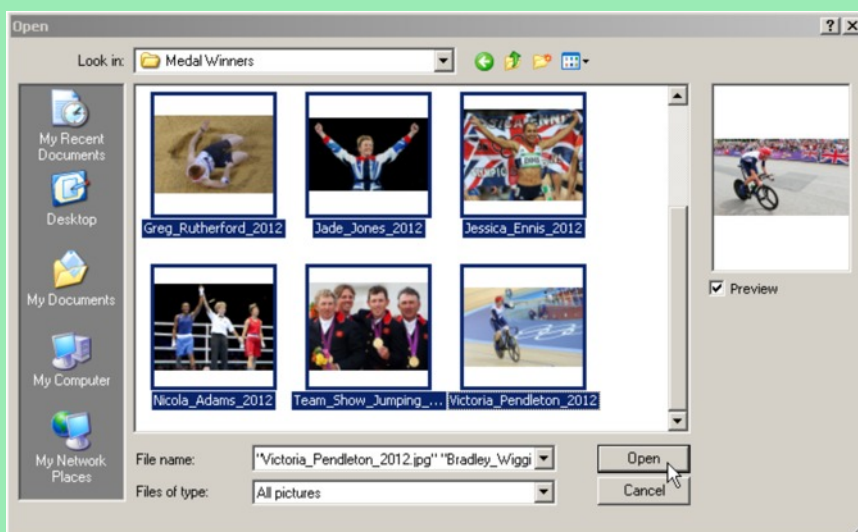 Open
Look in:
Medal Winners
My Recent
Documents
Desktop
My Documents
My Computer
My Network
Places
Greg_Rutherford_2012
Jade_Jones_2012
Jessica_Ennis_2012
Nicola_Adams_2012
Team_Show_Jumping_...
Victoria_Pendleton_2012
Preview
File name:
"Victoria_Pendleton_2012.jpg" "Bradley_Wiggi
Open
Files of type:
All pictures
Cancel